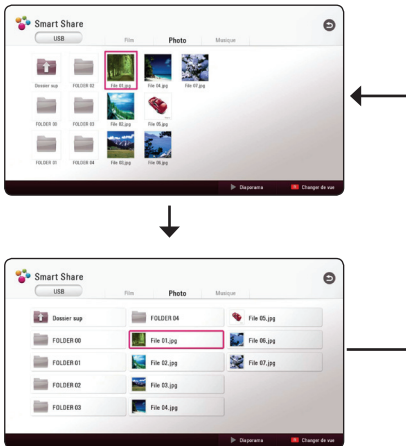 Smart Share
USB Film Photo Musique
Dossier sup FOLDER 02 File 01.jpg File 04.jpg File 07.jpg
FOLDER 00 FOLDER 03 File 02.jpg File 05.jpg
FOLDER 01 FOLDER 04 File 03.jpg File 06.jpg
Diaporama Changer de vue
Smart Share
USB Film Photo Musique
Dossier sup FOLDER 04 File 05.jpg
FOLDER 00 File 01.jpg File 06.jpg
FOLDER 01 File 02.jpg File 07.jpg
FOLDER 02 File 03.jpg
FOLDER 03 File 04.jpg
Diaporama Changer de vue